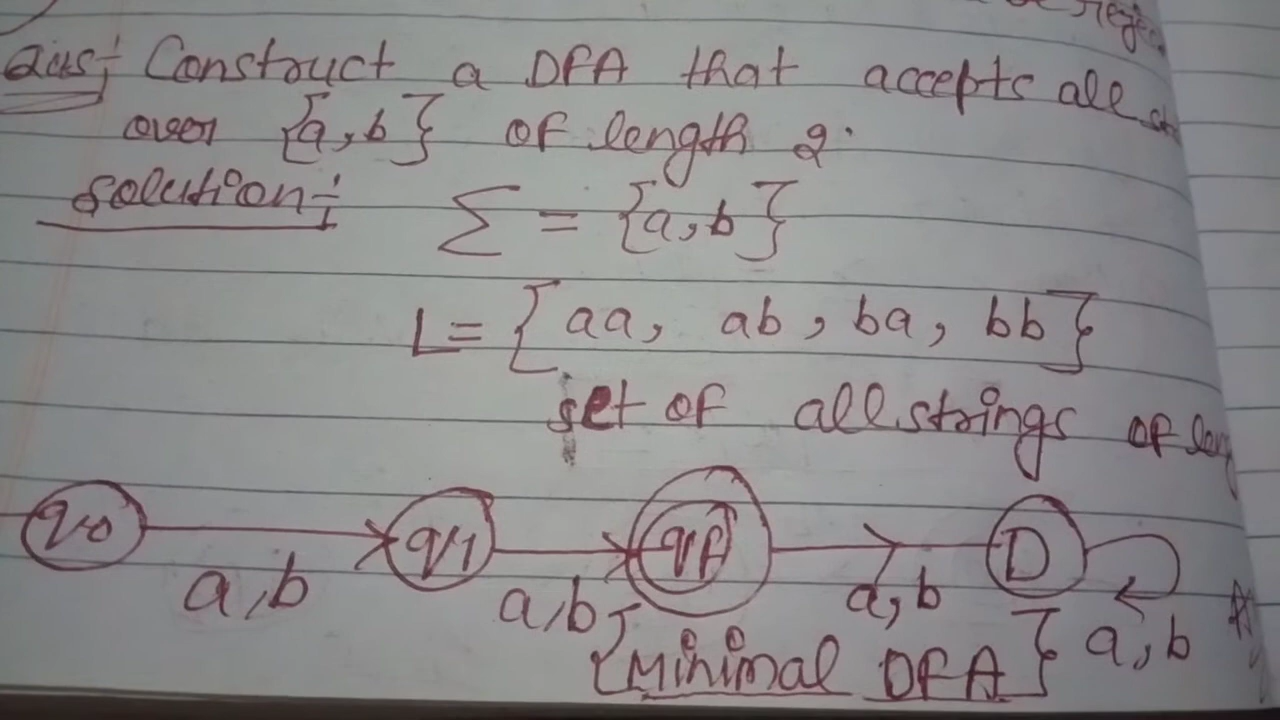 Ques:- Construct a DFA that accepts all
over {a,b} of length 2.
Solution:- Σ = {a,b}
L = {aa, ab, ba, bb}
set of all strings of
q0 q1 qf D
a,b a,b a,b a,b
{Minimal DFA}